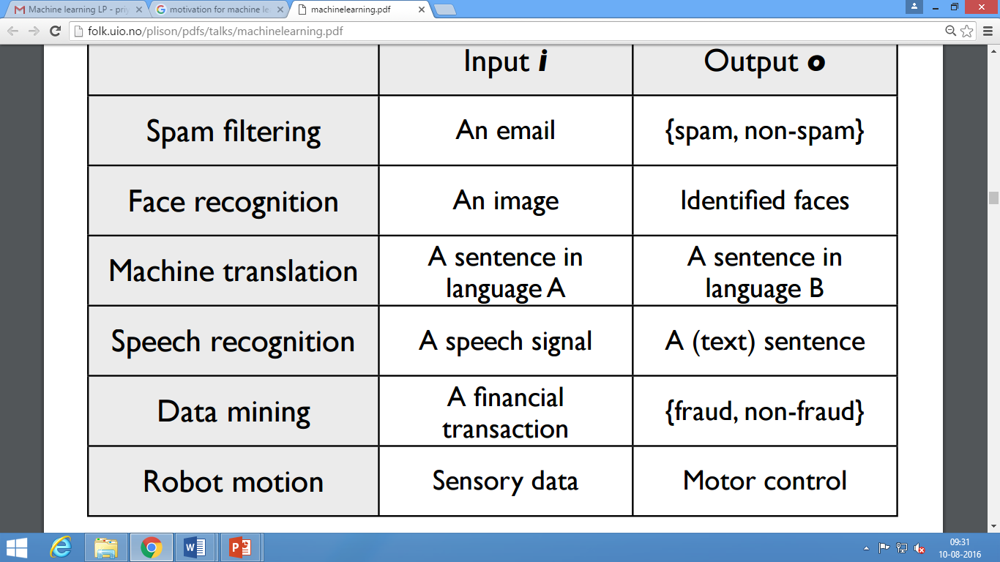 Machine learning LP - priy
motivation for machine le
machinelearning.pdf
folk.uio.no/plison/pdfs/talks/machinelearning.pdf
Input i
Output o
Spam filtering
An email
{spam, non-spam}
Face recognition
An image
Identified faces
Machine translation
A sentence in
language A
A sentence in
language B
Speech recognition
A speech signal
A (text) sentence
Data mining
A financial
transaction
{fraud, non-fraud}
Robot motion
Sensory data
Motor control
09:31
10-08-2016